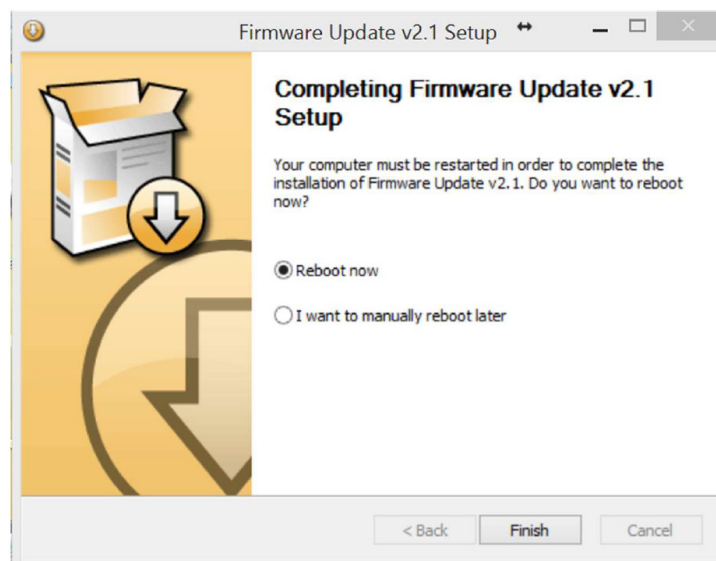 Firmware Update v2.1 Setup
Completing Firmware Update v2.1
Setup
Your computer must be restarted in order to complete the
installation of Firmware Update v2.1. Do you want to reboot
now?
Reboot now
I want to manually reboot later
< Back
Finish
Cancel